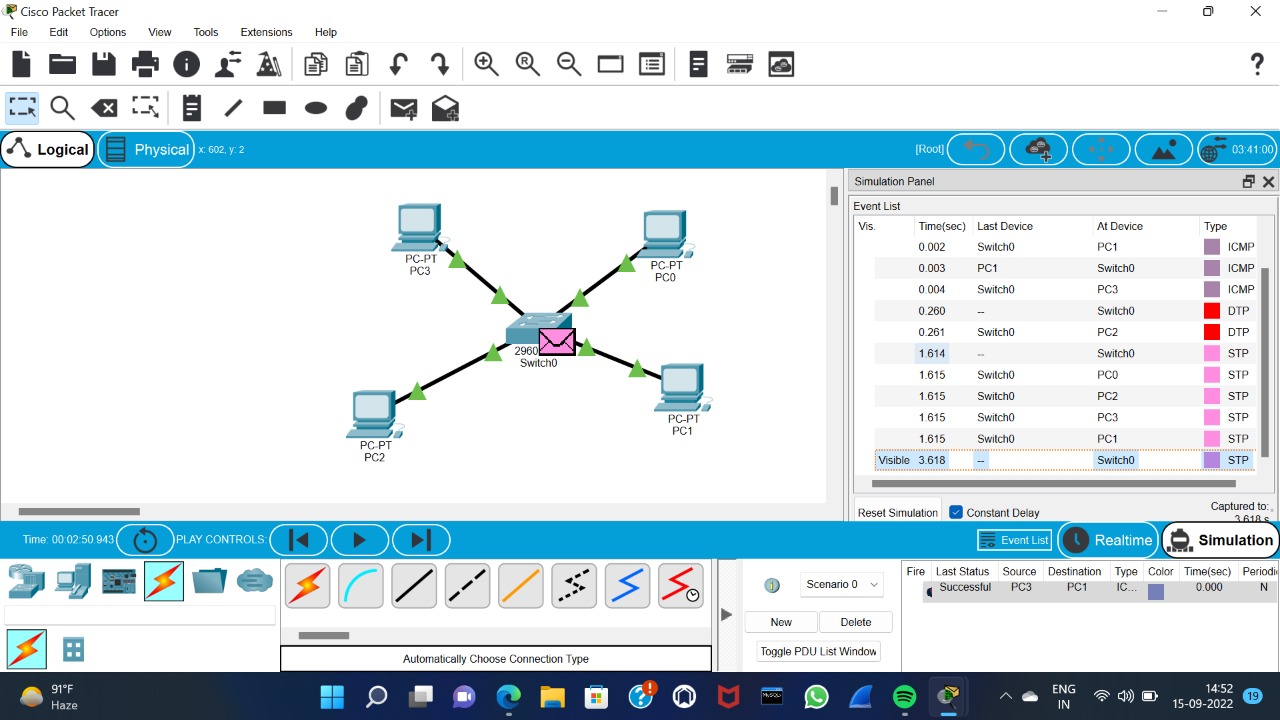 Cisco Packet Tracer
File Edit Options View Tools Extensions Help
Logical Physical x: 602, y: 2 [Root] 03:41:00
Simulation Panel
Event List
Vis. Time(sec) Last Device At Device Type
0.002 Switch0 PC1 ICMP
0.003 PC1 Switch0 ICMP
0.004 Switch0 PC3 ICMP
0.260 -- Switch0 DTP
0.261 Switch0 PC2 DTP
1.614 -- Switch0 STP
1.615 Switch0 PC0 STP
1.615 Switch0 PC2 STP
1.615 Switch0 PC3 STP
1.615 Switch0 PC1 STP
Visible 3.618 -- Switch0 STP
Reset Simulation Constant Delay Captured to:
3.618 s
PC-PT
PC3
PC-PT
PC0
2960
Switch0
PC-PT
PC1
PC-PT
PC2
Time: 00:02:50.943 PLAY CONTROLS: Event List Realtime Simulation
Scenario 0
New Delete
Toggle PDU List Window
Fire Last Status Source Destination Type Color Time(sec) Periodi
Successful PC3 PC1 IC... 0.000 N
Automatically Choose Connection Type
91°F
Haze
MySQL
ENG
IN
14:52
15-09-2022
19